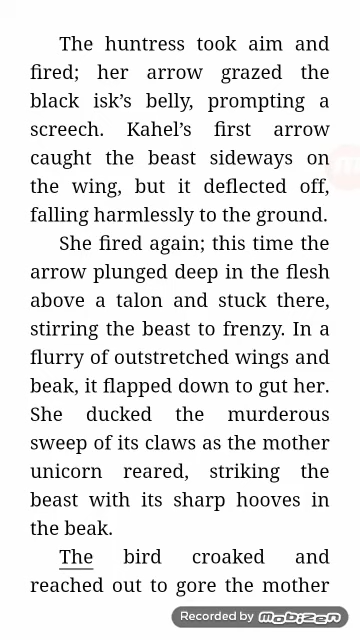 The huntress took aim and
fired; her arrow grazed the
black isk’s belly, prompting a
screech. Kahel’s first arrow
caught the beast sideways on
the wing, but it deflected off,
falling harmlessly to the ground.
She fired again; this time the
arrow plunged deep in the flesh
above a talon and stuck there,
stirring the beast to frenzy. In a
flurry of outstretched wings and
beak, it flapped down to gut her.
She ducked the murderous
sweep of its claws as the mother
unicorn reared, striking the
beast with its sharp hooves in
the beak.
The bird croaked and
reached out to gore the mother
Recorded by mobizen